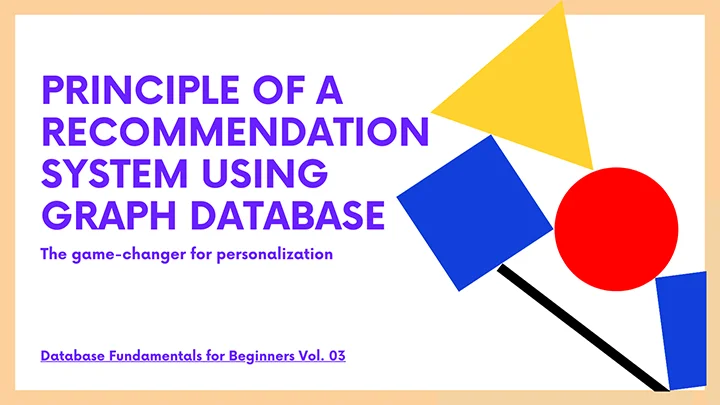 PRINCIPLE OF A
RECOMMENDATION
SYSTEM USING
GRAPH DATABASE
The game-changer for personalization
Database Fundamentals for Beginners Vol. 03